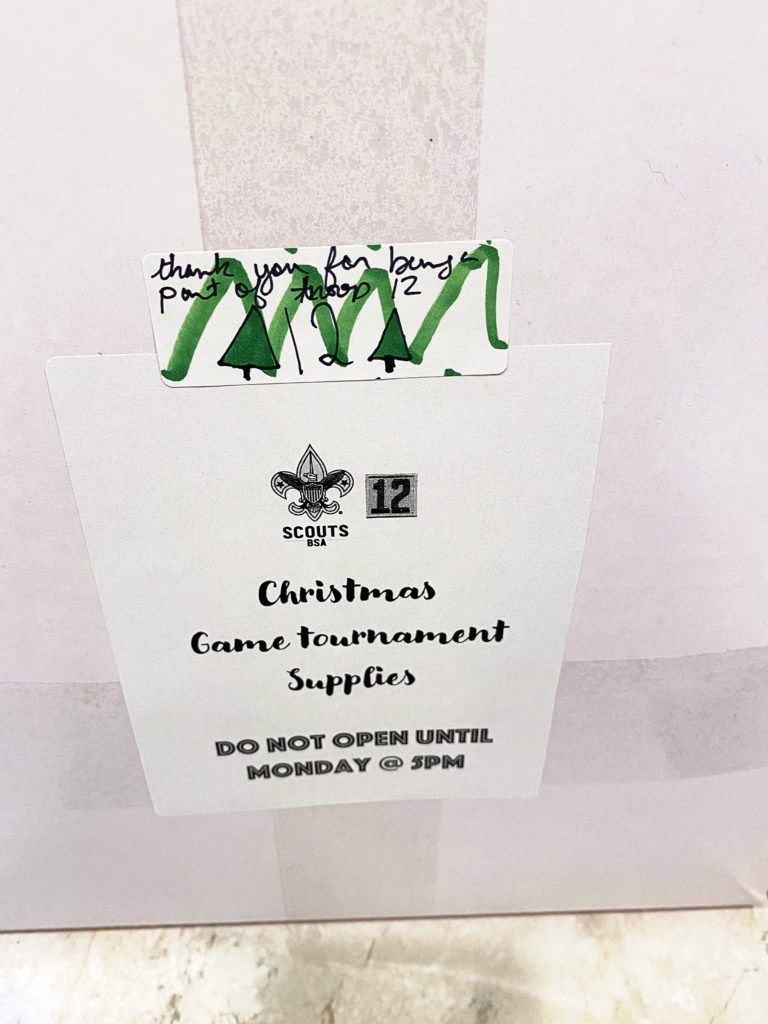 thank you for being a
part of troop 12
12
12
SCOUTS
BSA
Christmas
Game tournament
Supplies
DO NOT OPEN UNTIL
MONDAY @ 5PM